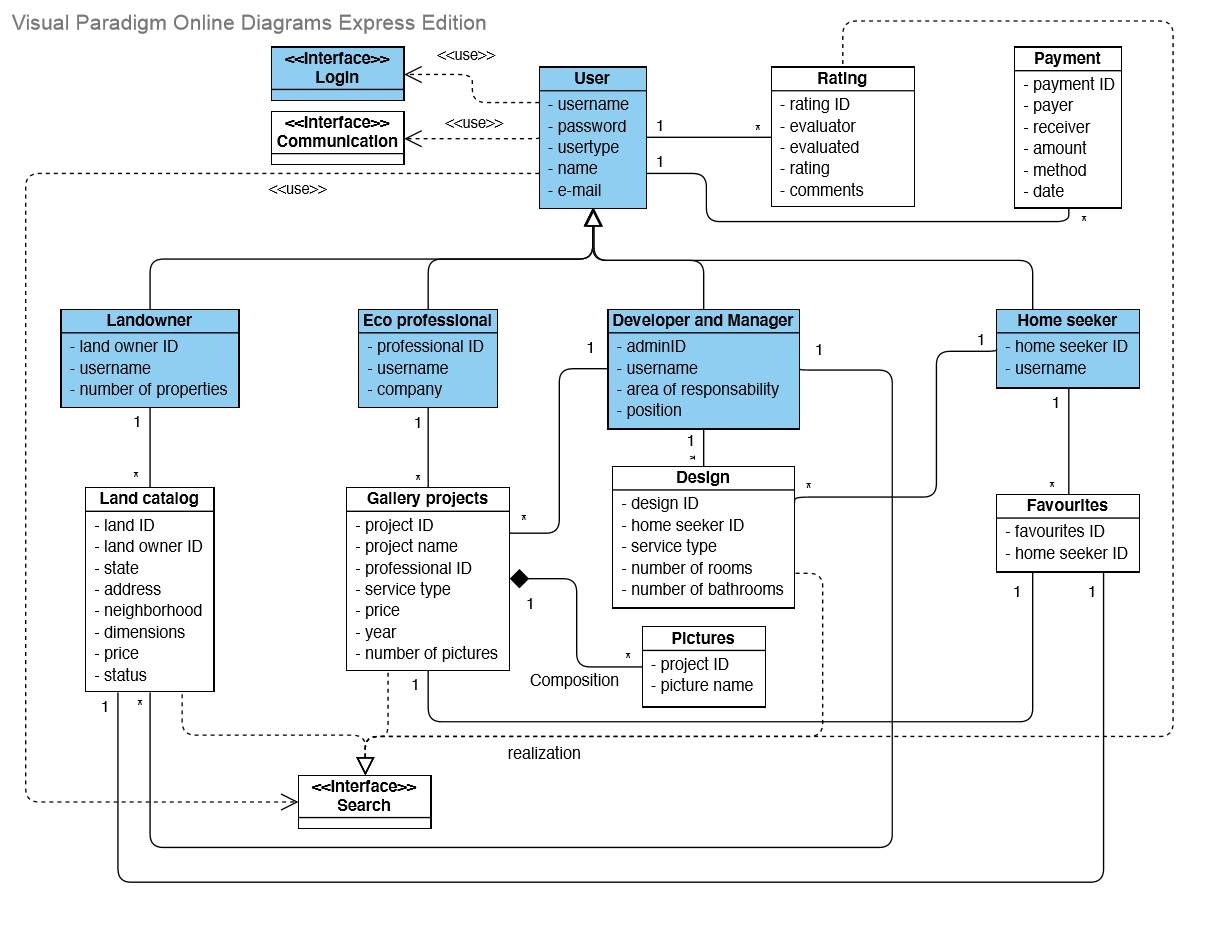 Visual Paradigm Online Diagrams Express Edition
<<Interface>>
Login
<<use>>
<<Interface>>
Communication
<<use>>
<<use>>
User
- username
- password
- usertype
- name
- e-mail
1
*
1
*
Rating
- rating ID
- evaluator
- evaluated
- rating
- comments
Payment
- payment ID
- payer
- receiver
- amount
- method
- date
Landowner
- land owner ID
- username
- number of properties
1
*
Eco professional
- professional ID
- username
- company
1
*
Developer and Manager
- adminID
- username
- area of responsability
- position
1
1
1
*
Home seeker
- home seeker ID
- username
1
1
*
Land catalog
- land ID
- land owner ID
- state
- address
- neighborhood
- dimensions
- price
- status
1
*
Gallery projects
- project ID
- project name
- professional ID
- service type
- price
- year
- number of pictures
*
1
1
Design
- design ID
- home seeker ID
- service type
- number of rooms
- number of bathrooms
*
Favourites
- favourites ID
- home seeker ID
1
1
Pictures
- project ID
- picture name
*
Composition
realization
<<Interface>>
Search